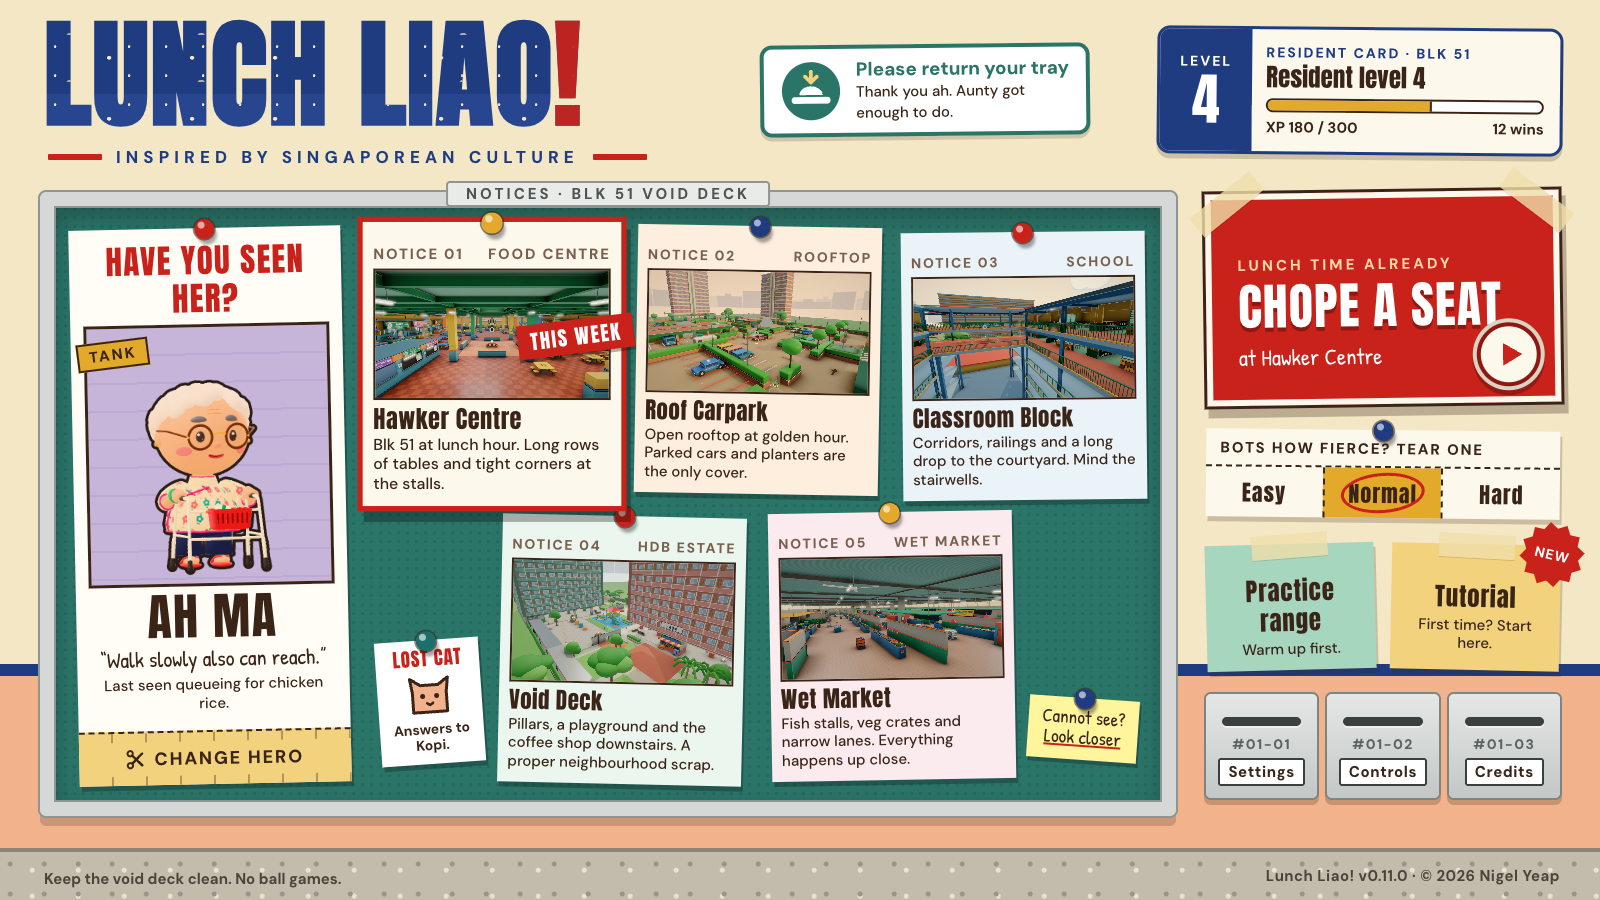 LUNCH LIAO!
INSPIRED BY SINGAPOREAN CULTURE
Please return your tray
Thank you ah. Aunty got
enough to do.
LEVEL
4
RESIDENT CARD · BLK 51
Resident level 4
XP 180 / 300
12 wins
NOTICES · BLK 51 VOID DECK
HAVE YOU SEEN
HER?
TANK
AH MA
“Walk slowly also can reach.”
Last seen queueing for chicken
rice.
CHANGE HERO
NOTICE 01
FOOD CENTRE
THIS WEEK
Hawker Centre
Blk 51 at lunch hour. Long rows
of tables and tight corners at
the stalls.
NOTICE 02
ROOFTOP
Roof Carpark
Open rooftop at golden hour.
Parked cars and planters are
the only cover.
NOTICE 03
SCHOOL
Classroom Block
Corridors, railings and a long
drop to the courtyard. Mind the
stairwells.
LOST CAT
Answers to
Kopi.
NOTICE 04
HDB ESTATE
Void Deck
Pillars, a playground and the
coffee shop downstairs. A
proper neighbourhood scrap.
NOTICE 05
WET MARKET
Wet Market
Fish stalls, veg crates and
narrow lanes. Everything
happens up close.
Cannot see?
Look closer
LUNCH TIME ALREADY
CHOPE A SEAT
at Hawker Centre
BOTS HOW FIERCE? TEAR ONE
Easy
Normal
Hard
Practice
range
Warm up first.
NEW
Tutorial
First time? Start
here.
#01-01
Settings
#01-02
Controls
#01-03
Credits
Keep the void deck clean. No ball games.
Lunch Liao! v0.11.0 · © 2026 Nigel Yeap